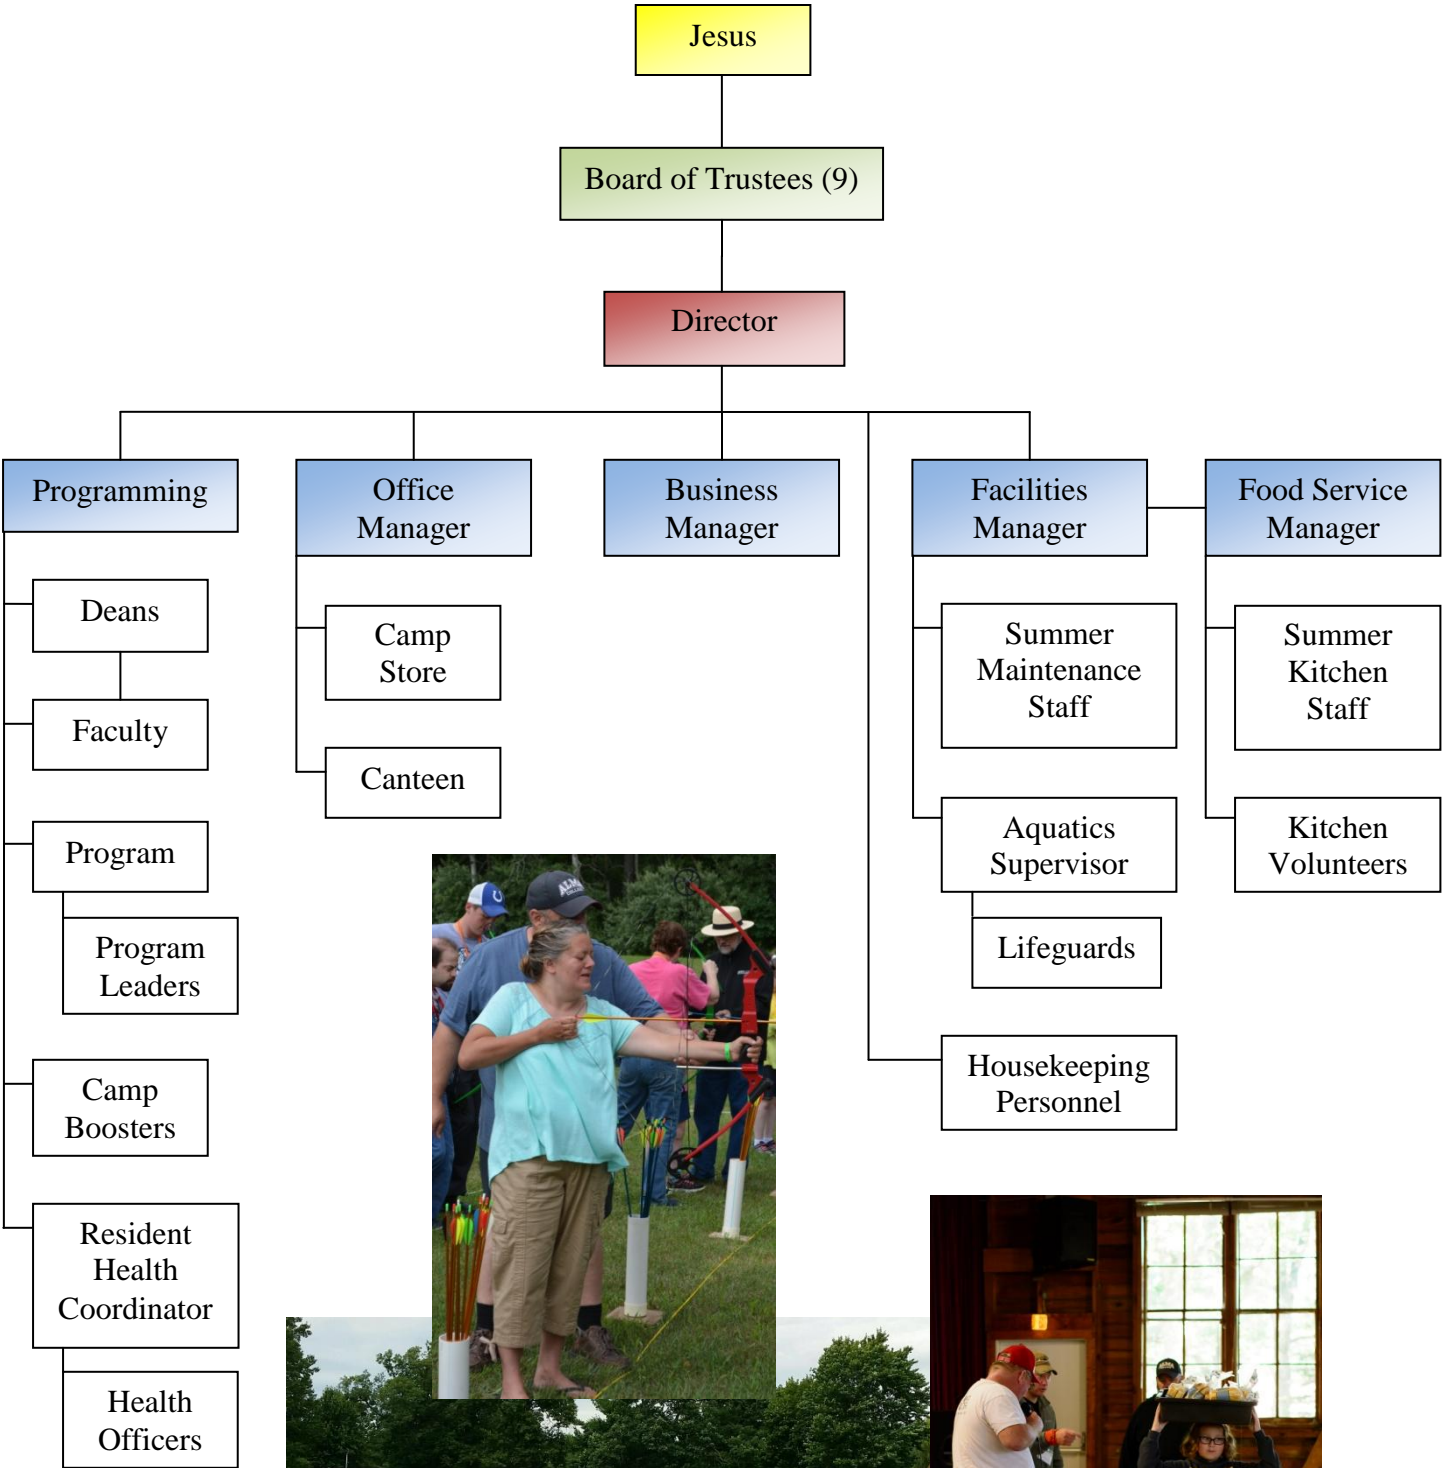 Jesus
Board of Trustees (9)
Director
Programming
Office
Manager
Business
Manager
Facilities
Manager
Food Service
Manager
Deans
Faculty
Program
Program
Leaders
Camp
Boosters
Resident
Health
Coordinator
Health
Officers
Camp
Store
Canteen
Summer
Maintenance
Staff
Aquatics
Supervisor
Lifeguards
Housekeeping
Personnel
Summer
Kitchen
Staff
Kitchen
Volunteers
ALMA